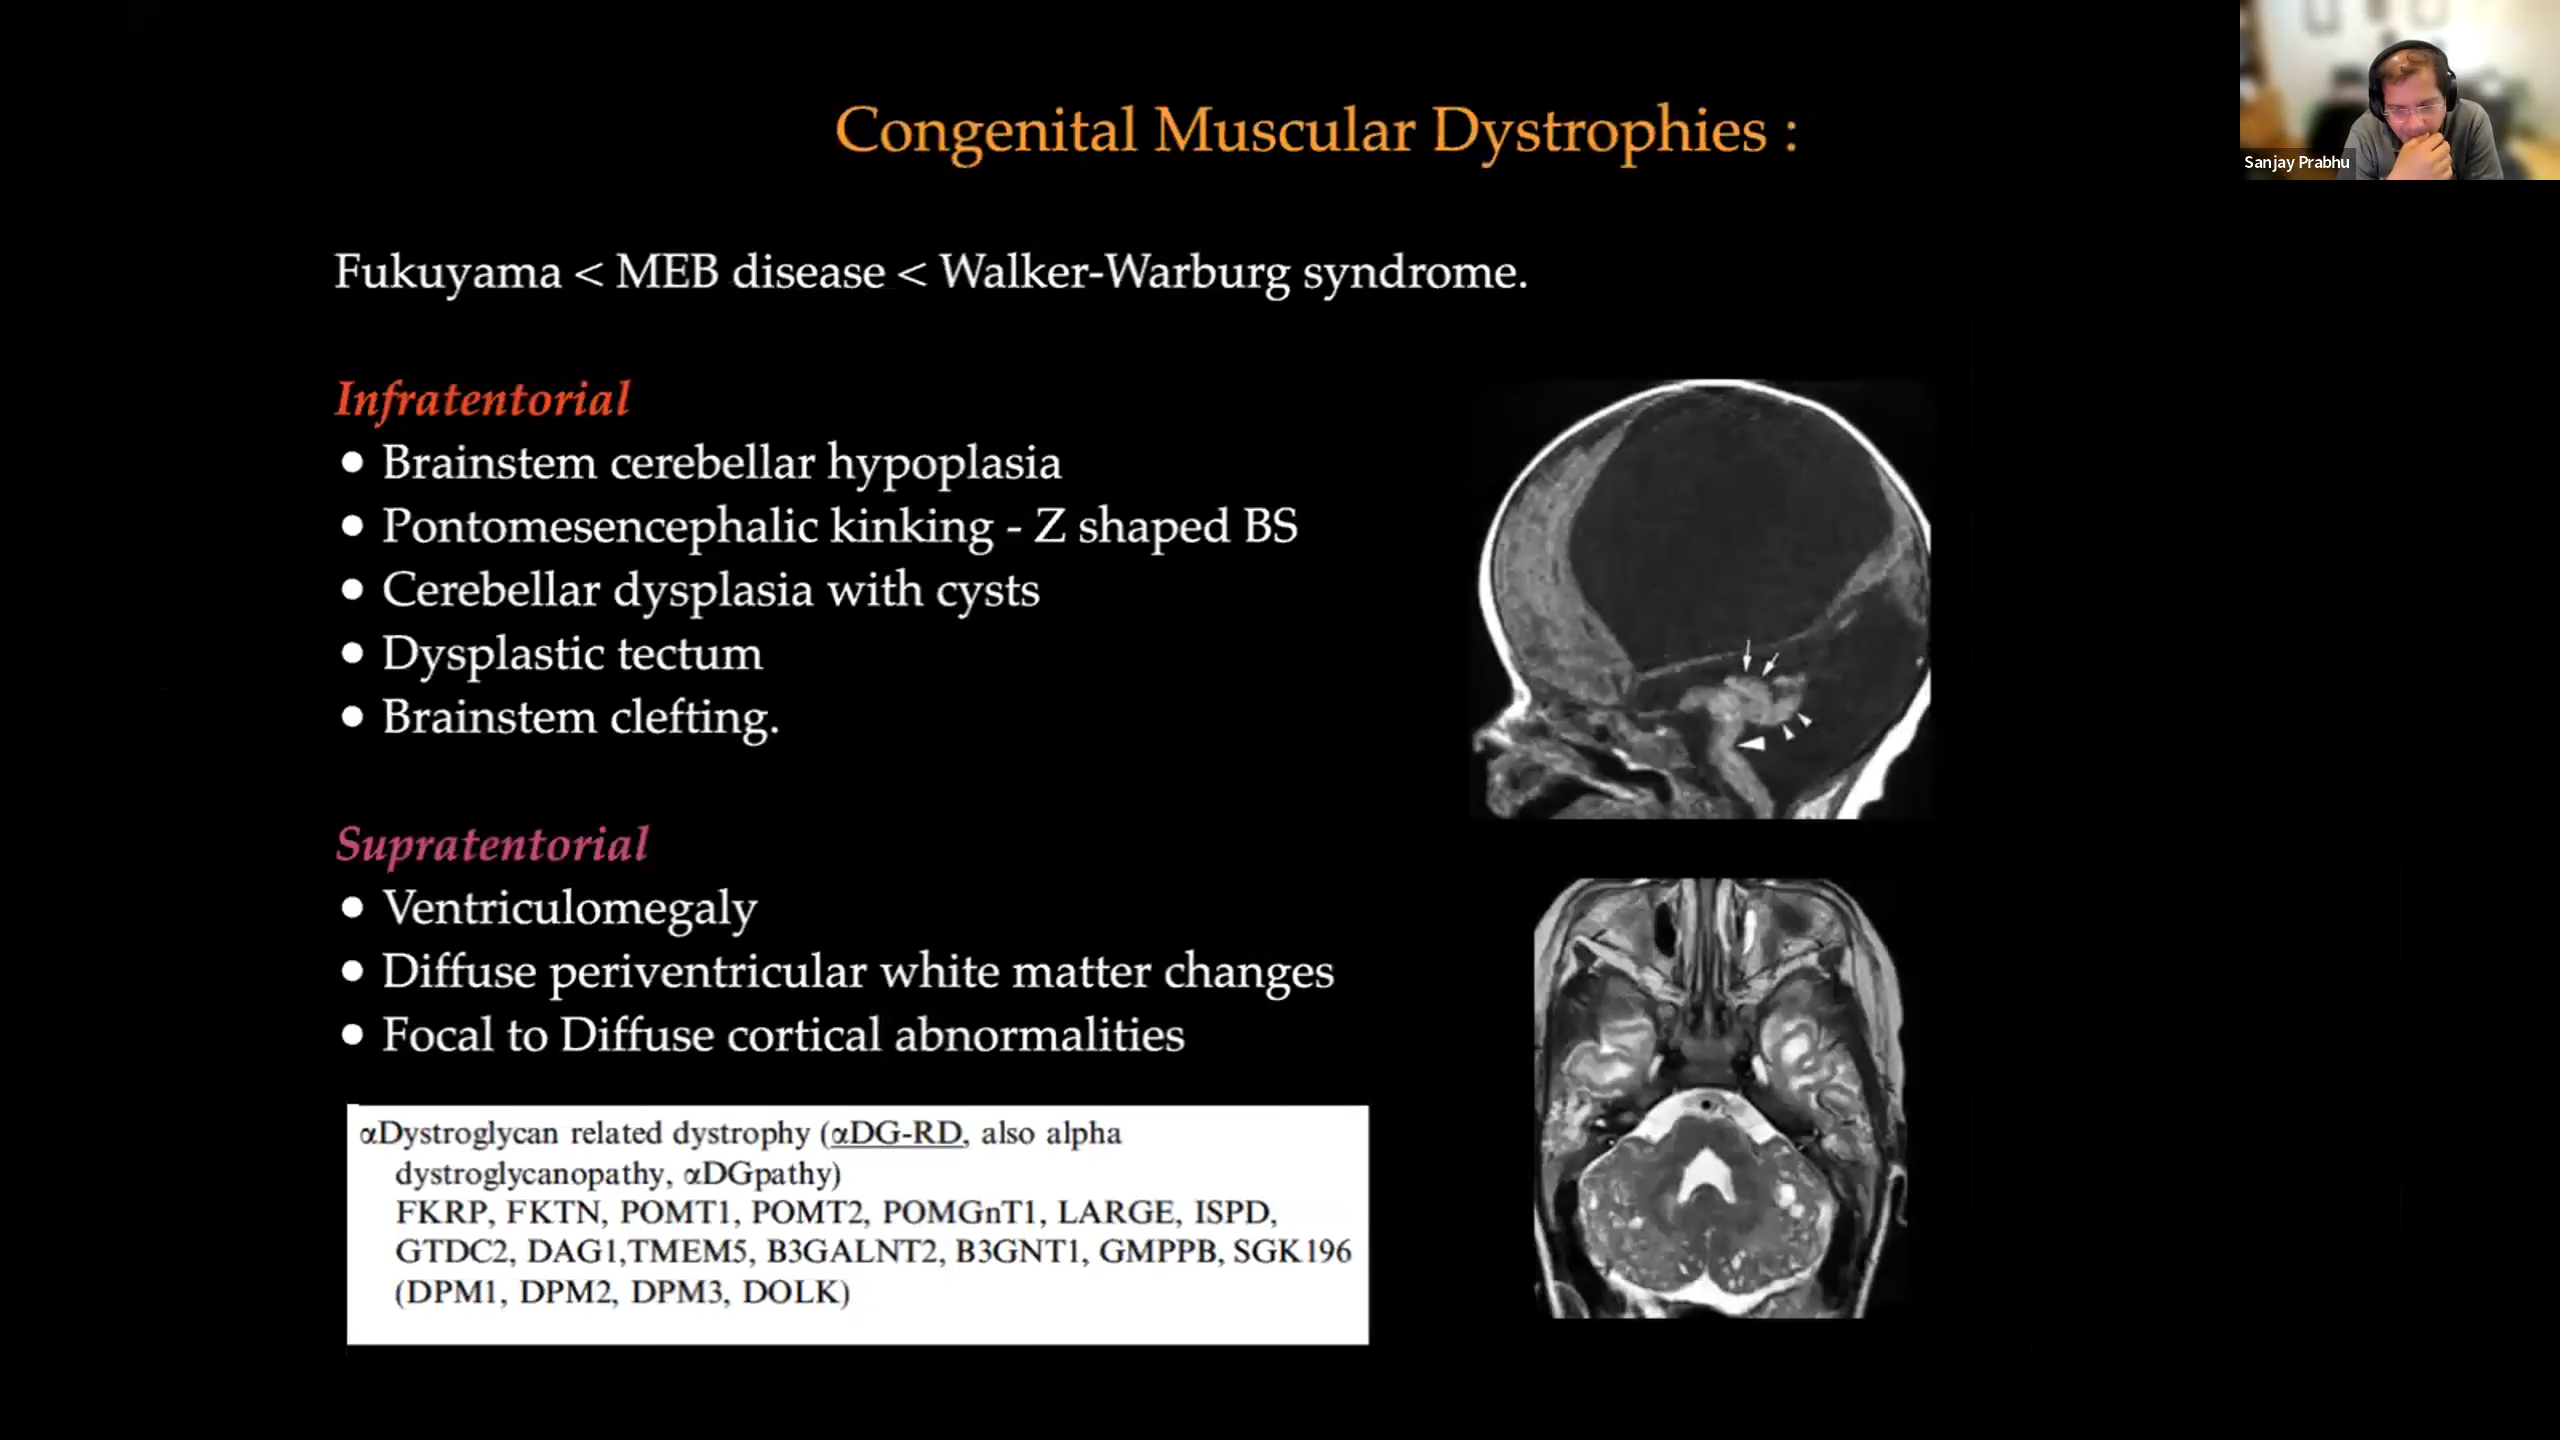 Congenital Muscular Dystrophies :
Sanjay Prabhu
Fukuyama < MEB disease < Walker-Warburg syndrome.
Infratentorial
● Brainstem cerebellar hypoplasia
● Pontomesencephalic kinking - Z shaped BS
● Cerebellar dysplasia with cysts
● Dysplastic tectum
● Brainstem clefting.
Supratentorial
● Ventriculomegaly
● Diffuse periventricular white matter changes
● Focal to Diffuse cortical abnormalities
αDystroglycan related dystrophy (αDG-RD, also alpha
dystroglycanopathy, αDGpathy)
FKRP, FKTN, POMT1, POMT2, POMGnT1, LARGE, ISPD,
GTDC2, DAG1,TMEM5, B3GALNT2, B3GNT1, GMPPB, SGK196
(DPM1, DPM2, DPM3, DOLK)